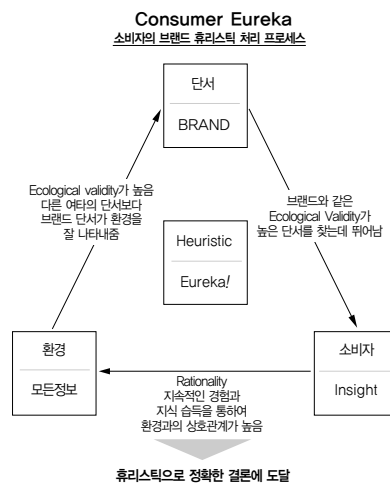 Consumer Eureka
소비자의 브랜드 휴리스틱 처리 프로세스
단서
BRAND
Ecological validity가 높음
다른 여타의 단서보다
브랜드 단서가 환경을
잘 나타내줌
브랜드와 같은
Ecological Validity가
높은 단서를 찾는데 뛰어남
Heuristic
Eureka!
환경
모든정보
소비자
Insight
Rationality
지속적인 경험과
지식 습득을 통하여
환경과의 상호관계가 높음
휴리스틱으로 정확한 결론에 도달